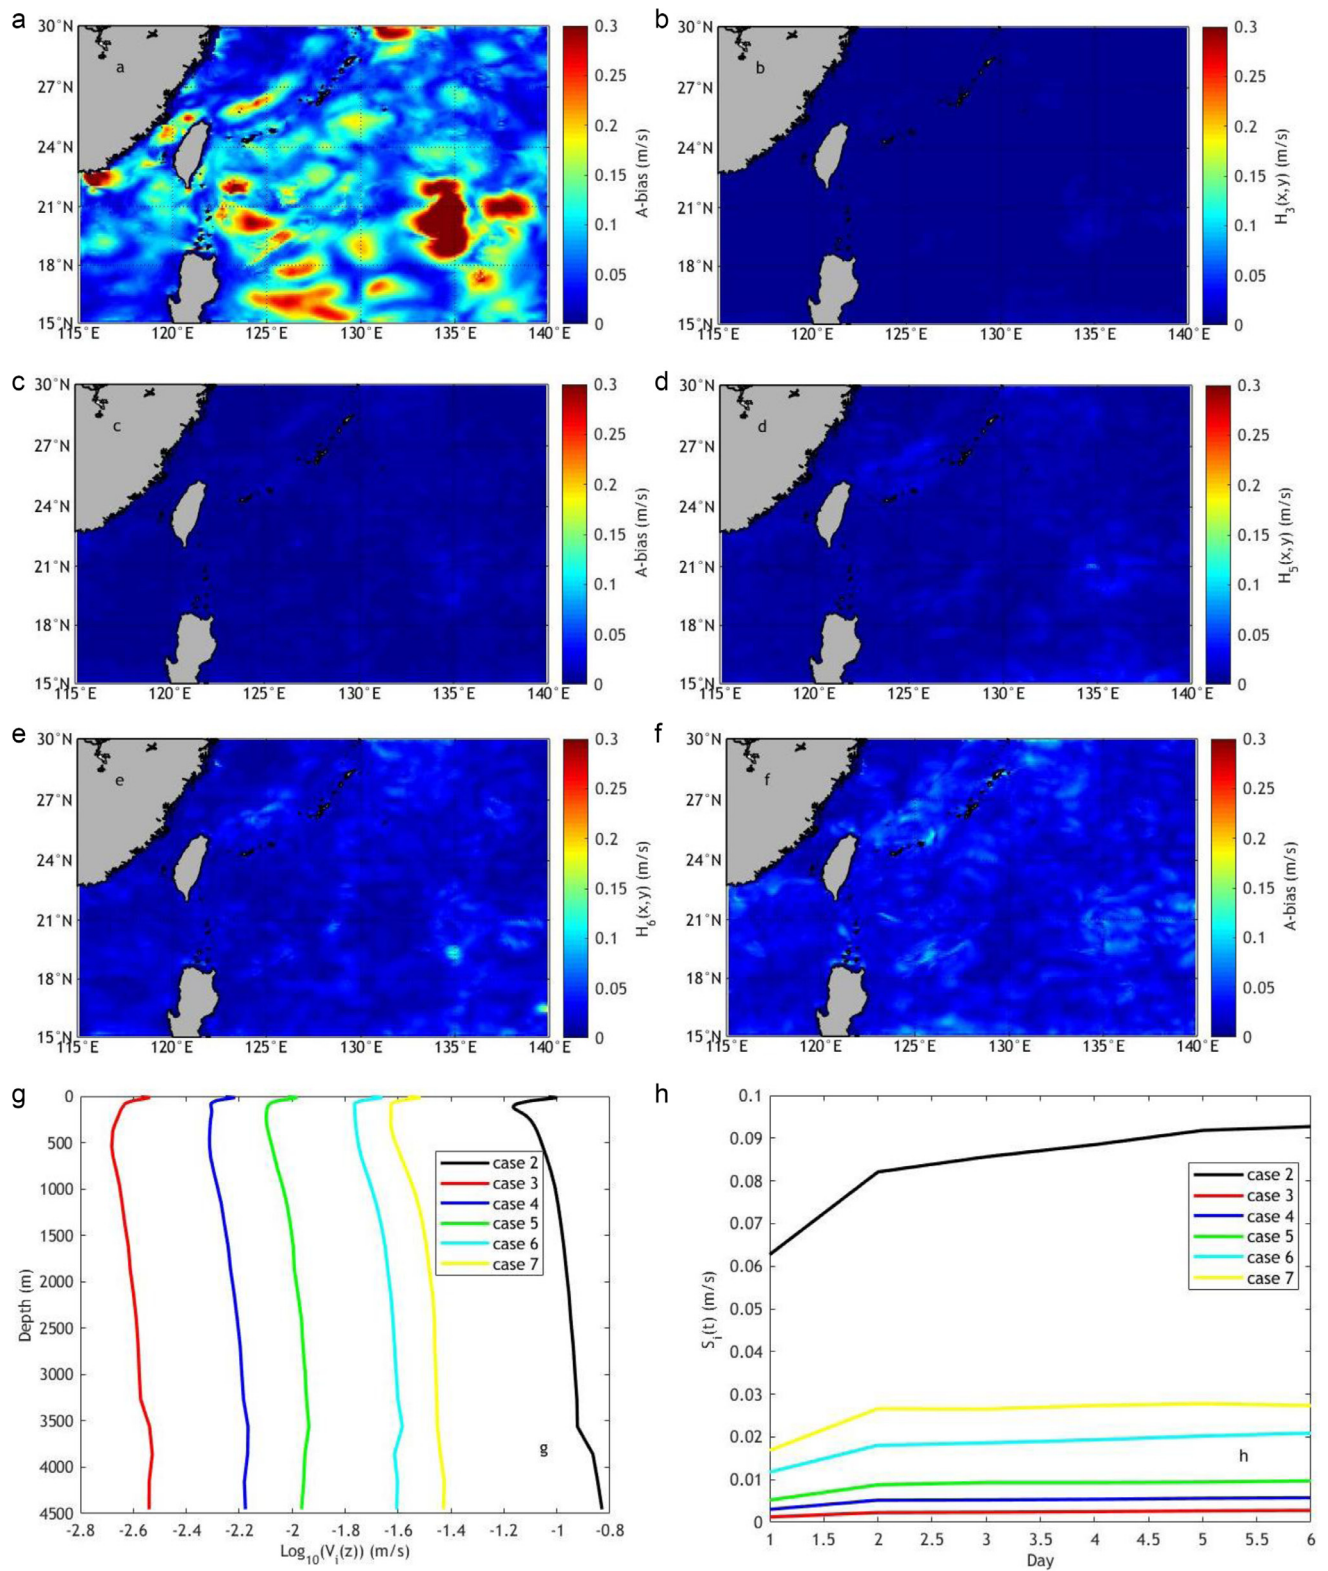 a
30°N
27°N
24°N
21°N
18°N
15°N
115°E 120°E 125°E 130°E 135°E 140°E
a
0.3
0.25
0.2
0.15
0.1
0.05
0
A-bias (m/s)
b
30°N
27°N
24°N
21°N
18°N
15°N
115°E 120°E 125°E 130°E 135°E 140°E
b
0.3
0.25
0.2
0.15
0.1
0.05
0
H3(x,y) (m/s)
c
30°N
27°N
24°N
21°N
18°N
15°N
115°E 120°E 125°E 130°E 135°E 140°E
c
0.3
0.25
0.2
0.15
0.1
0.05
0
A-bias (m/s)
d
30°N
27°N
24°N
21°N
18°N
15°N
115°E 120°E 125°E 130°E 135°E 140°E
d
0.3
0.25
0.2
0.15
0.1
0.05
0
H5(x,y) (m/s)
e
30°N
27°N
24°N
21°N
18°N
15°N
115°E 120°E 125°E 130°E 135°E 140°E
e
0.3
0.25
0.2
0.15
0.1
0.05
0
H6(x,y) (m/s)
f
30°N
27°N
24°N
21°N
18°N
15°N
115°E 120°E 125°E 130°E 135°E 140°E
f
0.3
0.25
0.2
0.15
0.1
0.05
0
A-bias (m/s)
g
0
500
1000
1500
2000
2500
3000
3500
4000
4500
Depth (m)
case 2
case 3
case 4
case 5
case 6
case 7
g
-2.8 -2.6 -2.4 -2.2 -2 -1.8 -1.6 -1.4 -1.2 -1 -0.8
Log10(Vi(z)) (m/s)
h
0.1
0.09
0.08
0.07
0.06
0.05
0.04
0.03
0.02
0.01
0
Si(t) (m/s)
case 2
case 3
case 4
case 5
case 6
case 7
h
1 1.5 2 2.5 3 3.5 4 4.5 5 5.5 6
Day